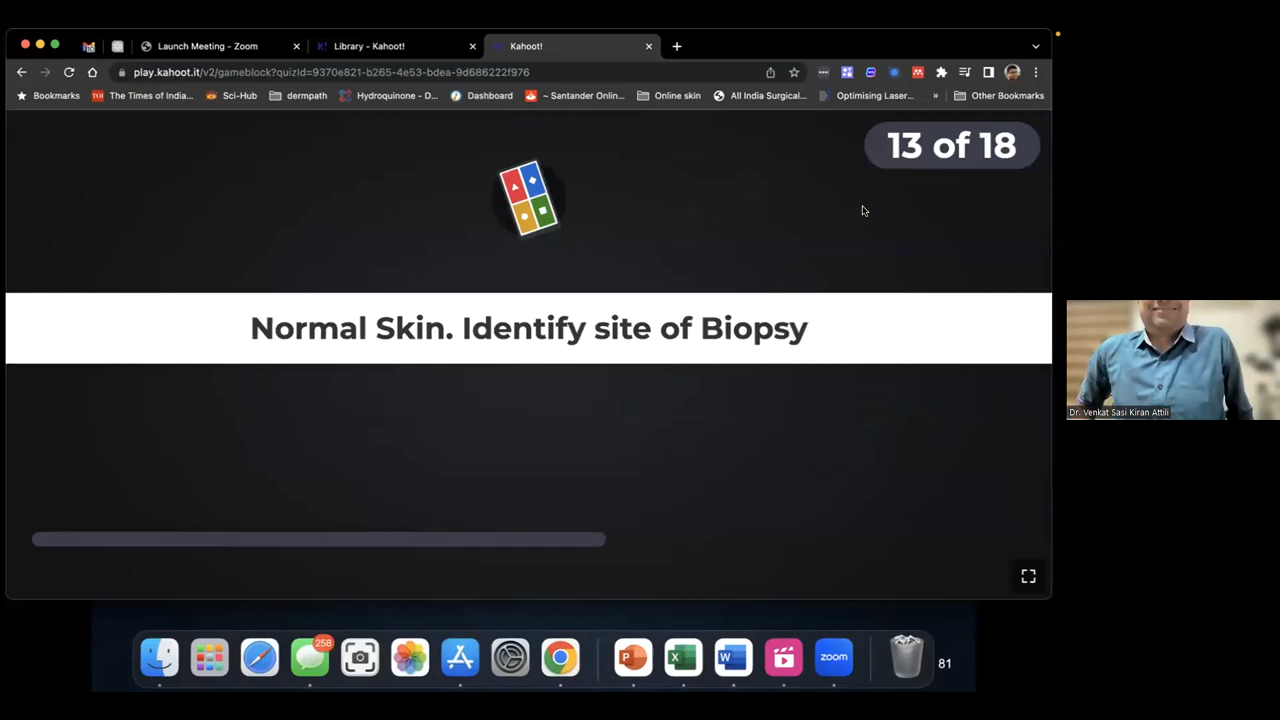 Launch Meeting - Zoom
Library - Kahoot!
Kahoot!
play.kahoot.it/v2/gameblock?quizId=9370e821-b265-4e53-bdea-9d686222f976
Bookmarks
The Times of India...
Sci-Hub
dermpath
Hydroquinone - D...
Dashboard
~ Santander Onlin...
Online skin
All India Surgical...
Optimising Laser...
»
Other Bookmarks
13 of 18
Normal Skin. Identify site of Biopsy
Dr. Venkat Sasi Kiran Attili
258
zoom
81